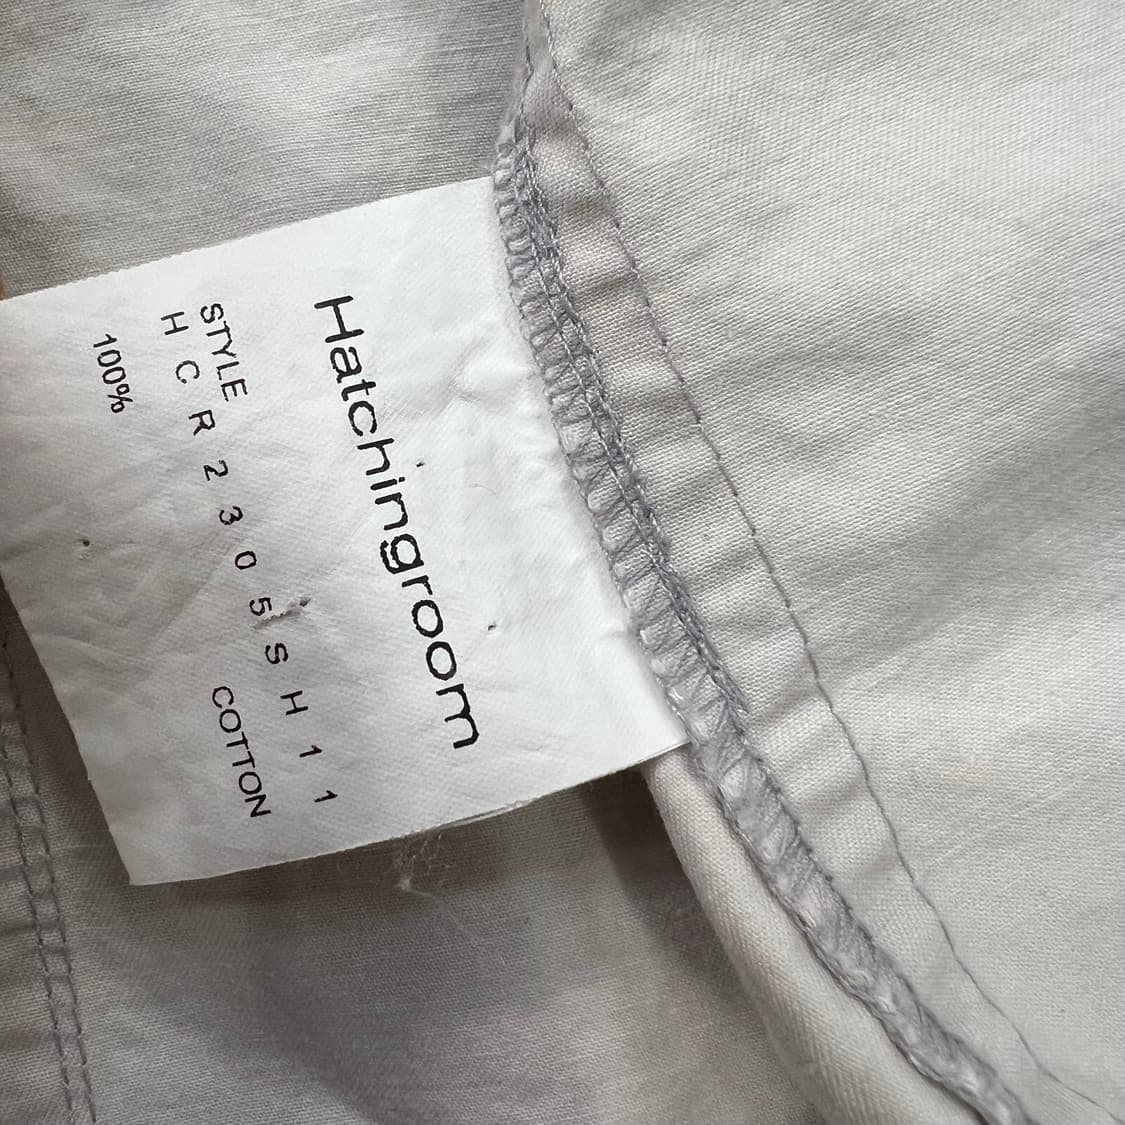 Hatchingroom
STYLE
H C R 2 3 0 5 S H 1 1
100% COTTON